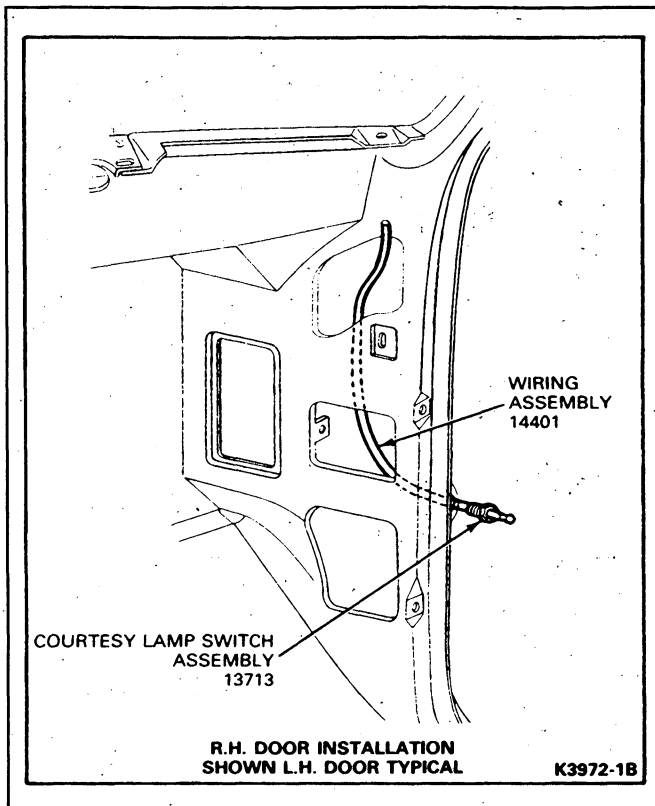 WIRING
ASSEMBLY
14401
COURTESY LAMP SWITCH
ASSEMBLY
13713
R.H. DOOR INSTALLATION
SHOWN L.H. DOOR TYPICAL
K3972-1B